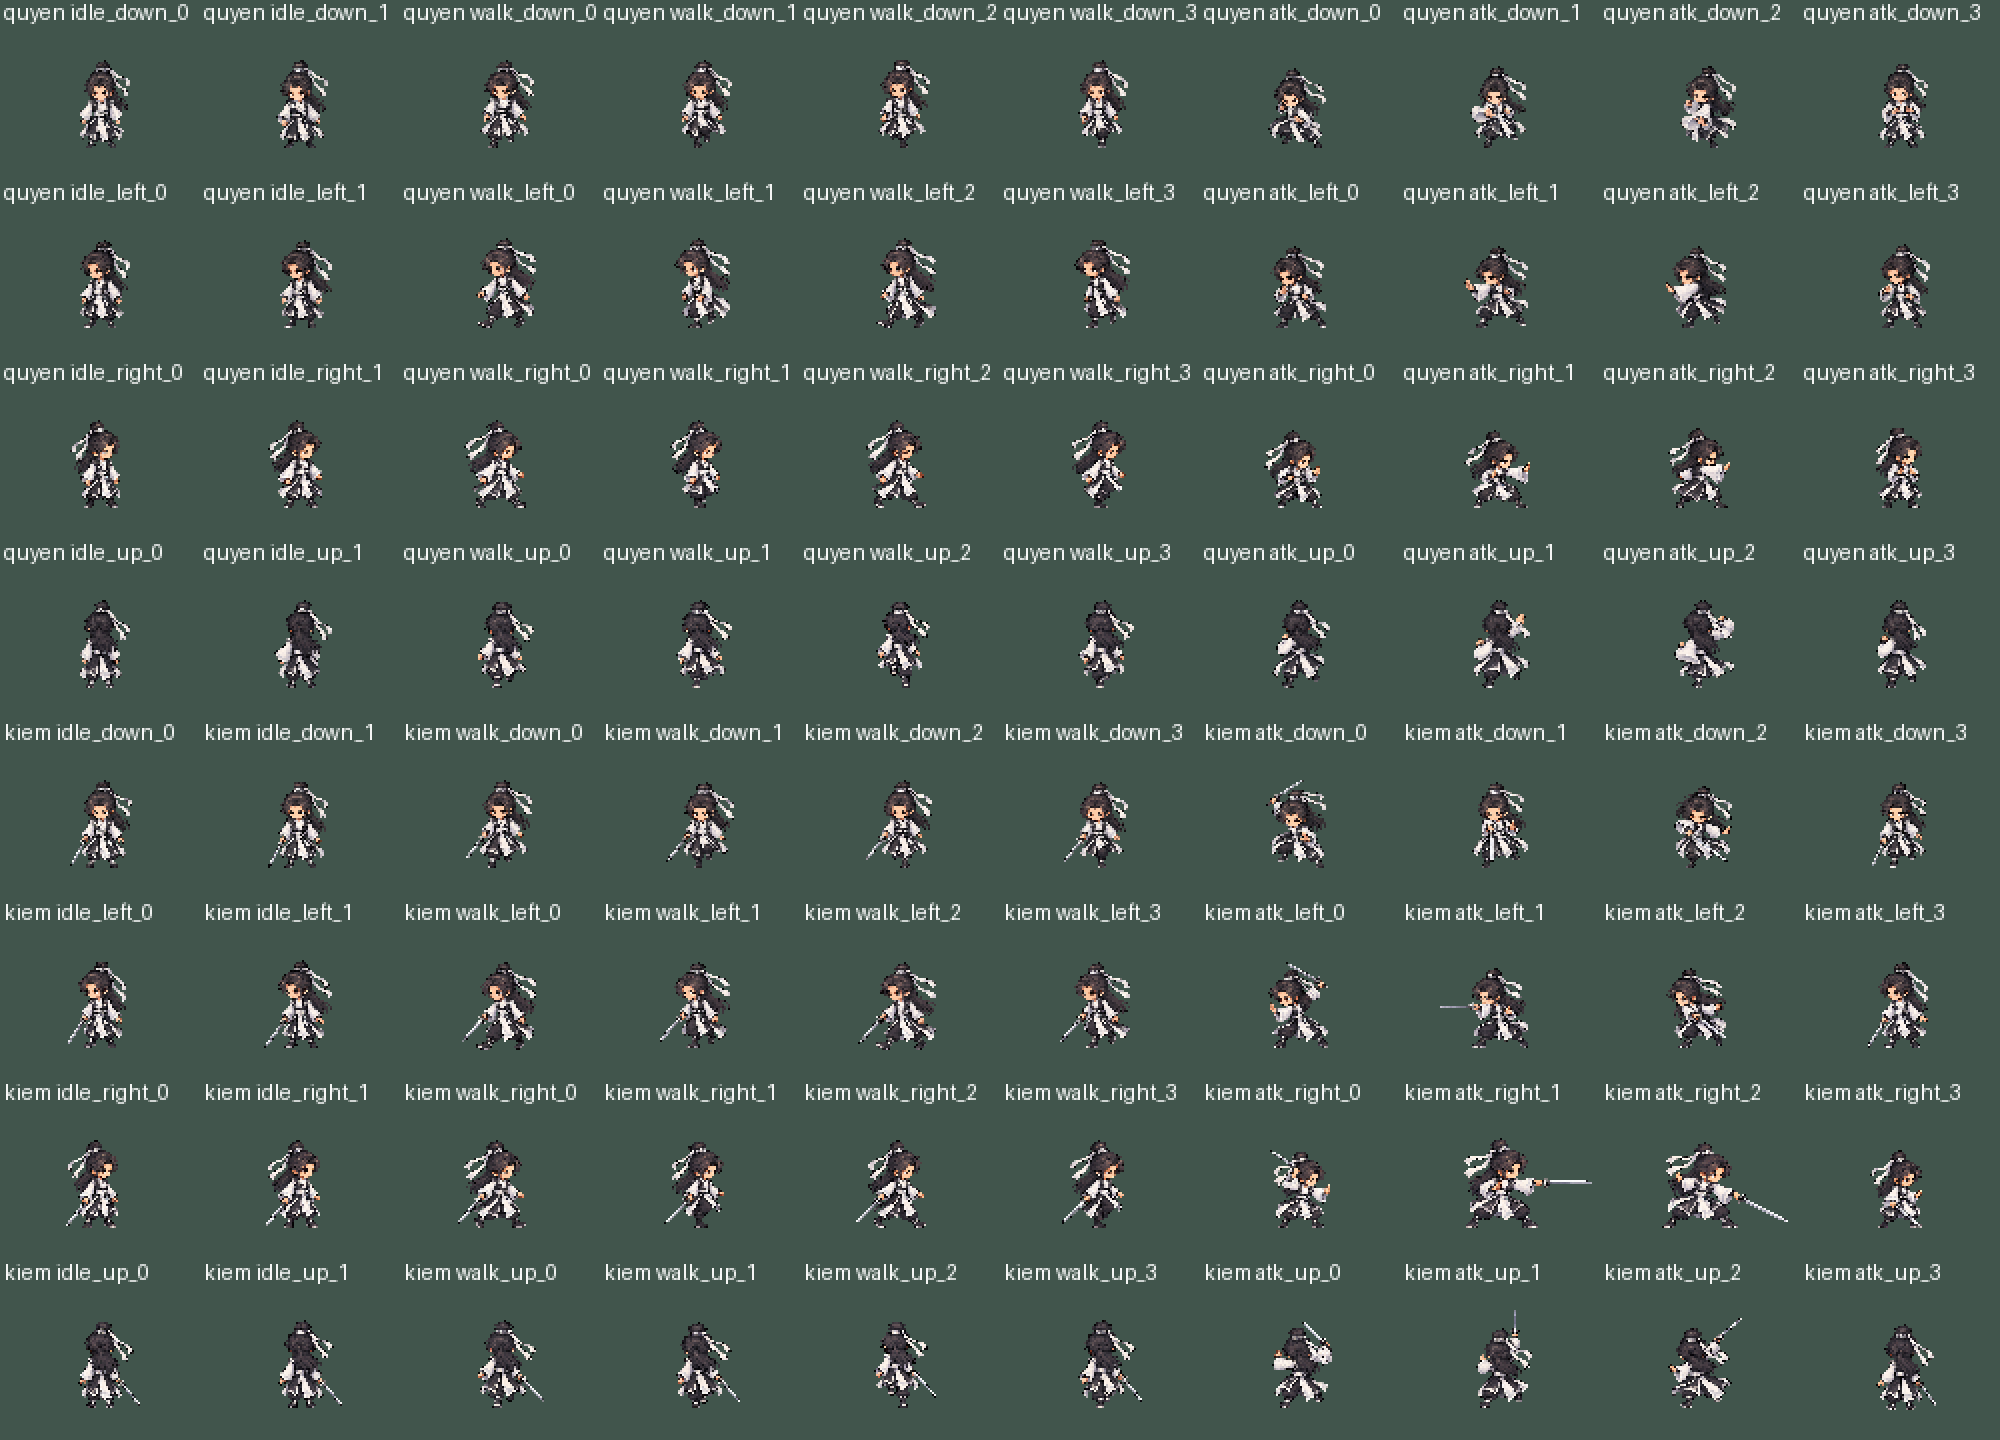 quyen idle_down_0 quyen idle_down_1 quyen walk_down_0 quyen walk_down_1 quyen walk_down_2 quyen walk_down_3 quyen atk_down_0 quyen atk_down_1 quyen atk_down_2 quyen atk_down_3
quyen idle_left_0 quyen idle_left_1 quyen walk_left_0 quyen walk_left_1 quyen walk_left_2 quyen walk_left_3 quyen atk_left_0 quyen atk_left_1 quyen atk_left_2 quyen atk_left_3
quyen idle_right_0 quyen idle_right_1 quyen walk_right_0 quyen walk_right_1 quyen walk_right_2 quyen walk_right_3 quyen atk_right_0 quyen atk_right_1 quyen atk_right_2 quyen atk_right_3
quyen idle_up_0 quyen idle_up_1 quyen walk_up_0 quyen walk_up_1 quyen walk_up_2 quyen walk_up_3 quyen atk_up_0 quyen atk_up_1 quyen atk_up_2 quyen atk_up_3
kiem idle_down_0 kiem idle_down_1 kiem walk_down_0 kiem walk_down_1 kiem walk_down_2 kiem walk_down_3 kiem atk_down_0 kiem atk_down_1 kiem atk_down_2 kiem atk_down_3
kiem idle_left_0 kiem idle_left_1 kiem walk_left_0 kiem walk_left_1 kiem walk_left_2 kiem walk_left_3 kiem atk_left_0 kiem atk_left_1 kiem atk_left_2 kiem atk_left_3
kiem idle_right_0 kiem idle_right_1 kiem walk_right_0 kiem walk_right_1 kiem walk_right_2 kiem walk_right_3 kiem atk_right_0 kiem atk_right_1 kiem atk_right_2 kiem atk_right_3
kiem idle_up_0 kiem idle_up_1 kiem walk_up_0 kiem walk_up_1 kiem walk_up_2 kiem walk_up_3 kiem atk_up_0 kiem atk_up_1 kiem atk_up_2 kiem atk_up_3